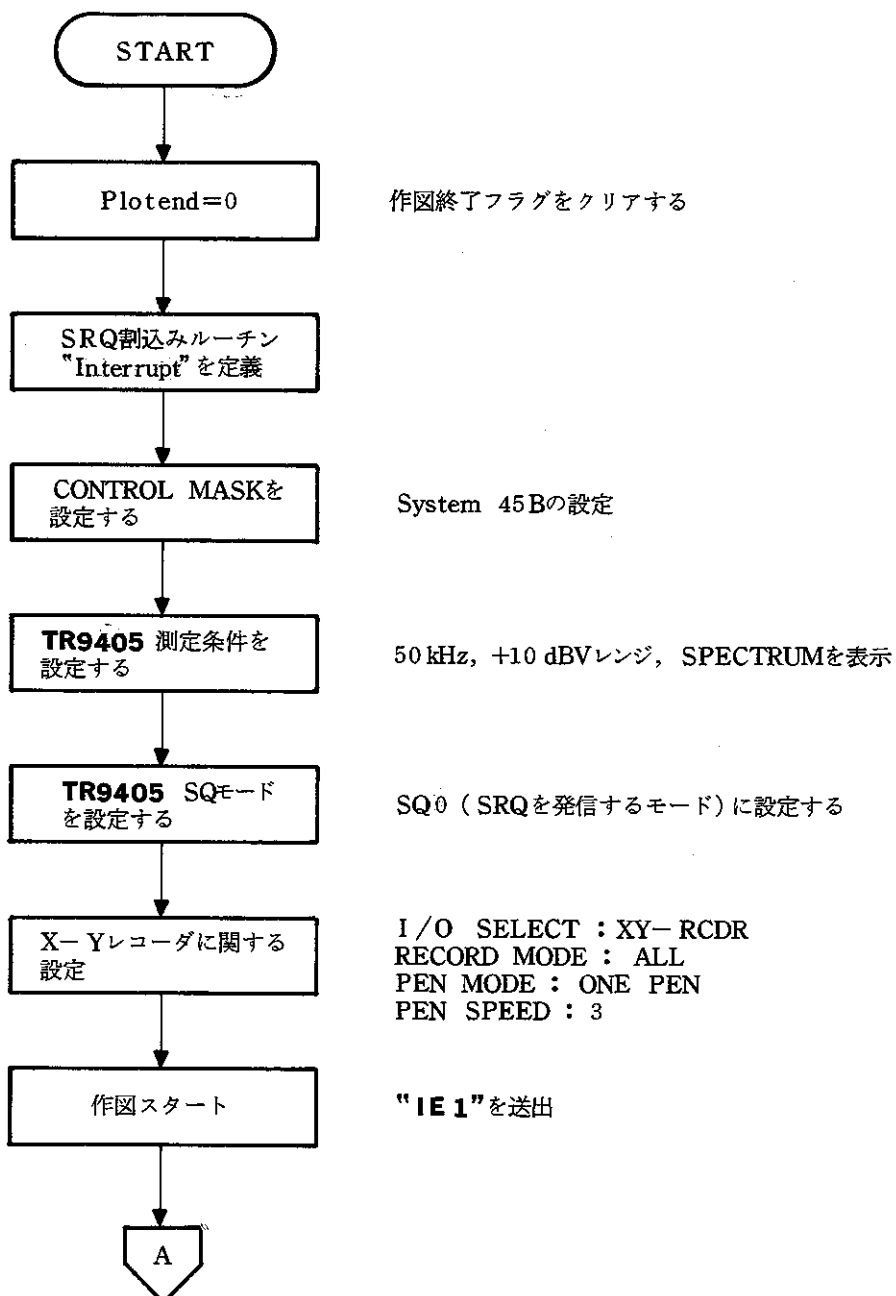 START
Plotend=0
作図終了フラグをクリアする
SRQ割込みルーチン
"Interrupt"を定義
CONTROL MASKを
設定する
System 45Bの設定
TR9405 測定条件を
設定する
50 kHz, +10 dBVレンジ, SPECTRUMを表示
TR9405 SQモード
を設定する
SQ0 (SRQを発信するモード)に設定する
X-Yレコーダに関する
設定
I/O SELECT : XY-RCDR
RECORD MODE : ALL
PEN MODE : ONE PEN
PEN SPEED : 3
作図スタート
"IE1"を送出
A